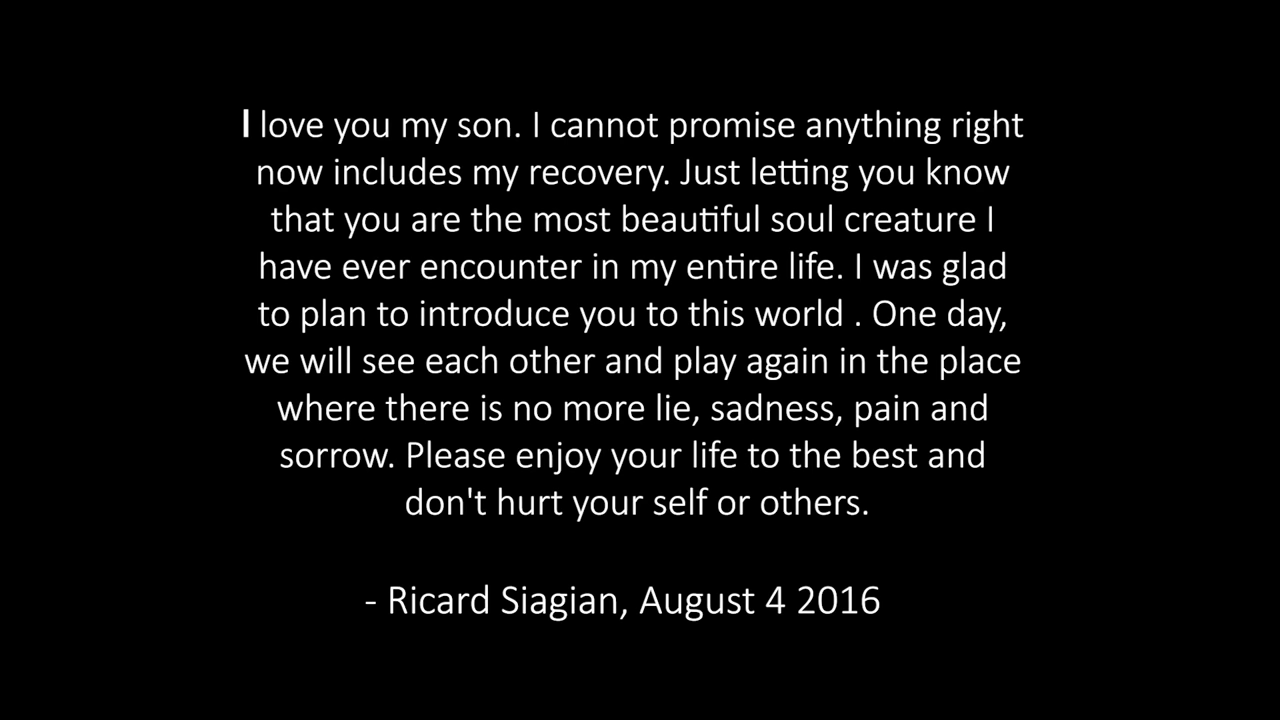 I love you my son. I cannot promise anything right
now includes my recovery. Just letting you know
that you are the most beautiful soul creature I
have ever encounter in my entire life. I was glad
to plan to introduce you to this world . One day,
we will see each other and play again in the place
where there is no more lie, sadness, pain and
sorrow. Please enjoy your life to the best and
don't hurt your self or others.
- Ricard Siagian, August 4 2016